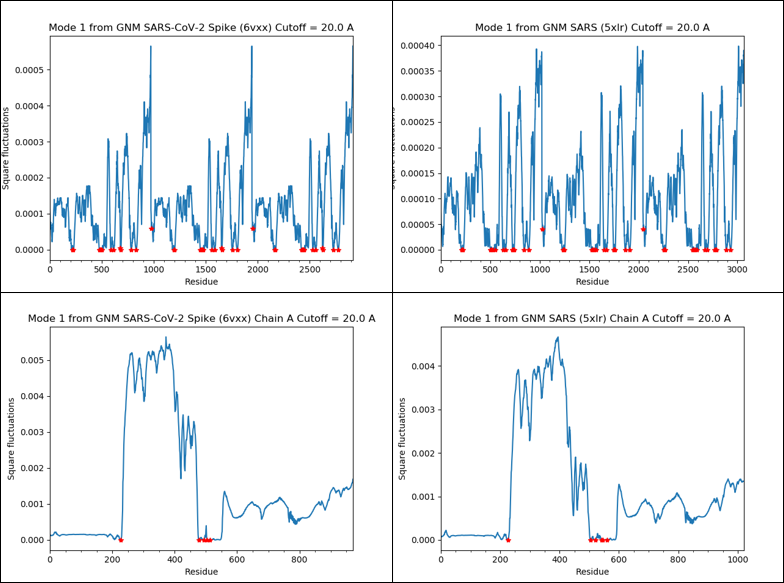 Mode 1 from GNM SARS-CoV-2 Spike (6vxx) Cutoff = 20.0 A
Square fluctuations
0.0005
0.0004
0.0003
0.0002
0.0001
0.0000
0 500 1000 1500 2000 2500
Residue
Mode 1 from GNM SARS (5xlr) Cutoff = 20.0 A
Square fluctuations
0.00040
0.00035
0.00030
0.00025
0.00020
0.00015
0.00010
0.00005
0.00000
0 500 1000 1500 2000 2500 3000
Residue
Mode 1 from GNM SARS-CoV-2 Spike (6vxx) Chain A Cutoff = 20.0 A
Square fluctuations
0.005
0.004
0.003
0.002
0.001
0.000
0 200 400 600 800
Residue
Mode 1 from GNM SARS (5xlr) Chain A Cutoff = 20.0 A
Square fluctuations
0.004
0.003
0.002
0.001
0.000
0 200 400 600 800 1000
Residue